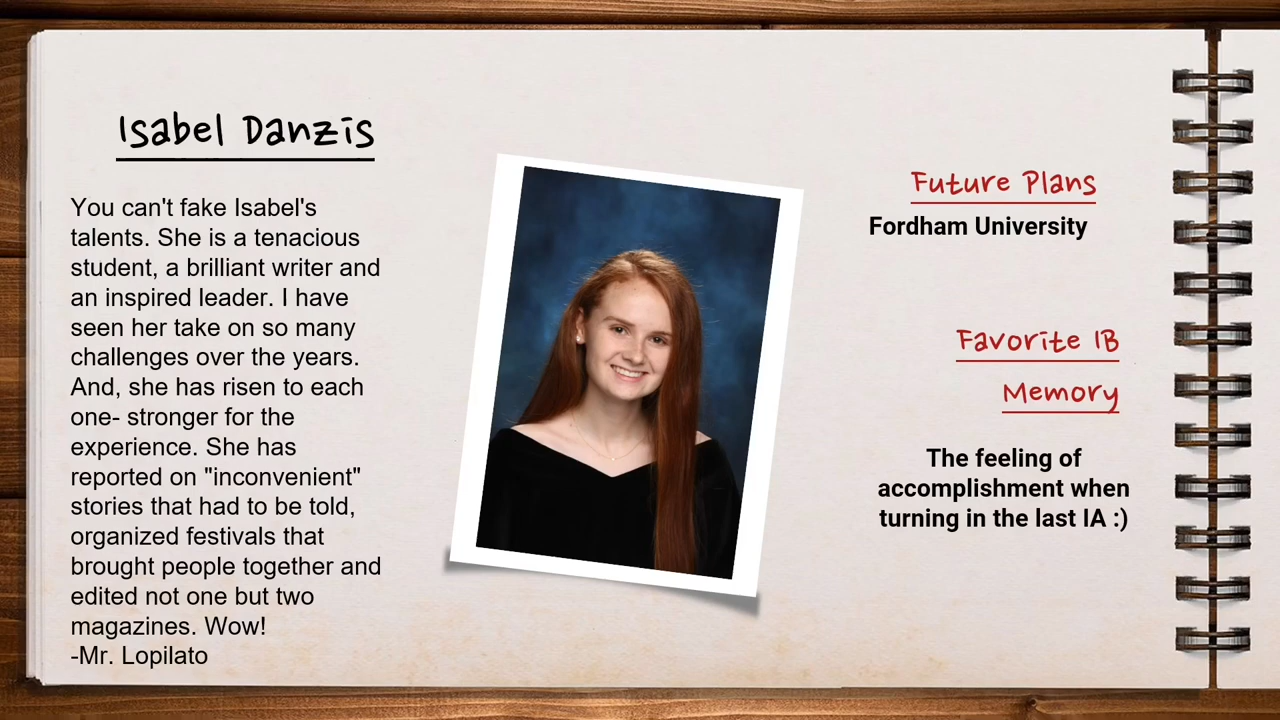 Isabel Danzis
You can't fake Isabel's
talents. She is a tenacious
student, a brilliant writer and
an inspired leader. I have
seen her take on so many
challenges over the years.
And, she has risen to each
one- stronger for the
experience. She has
reported on "inconvenient"
stories that had to be told,
organized festivals that
brought people together and
edited not one but two
magazines. Wow!
-Mr. Lopilato
Future Plans
Fordham University
Favorite IB
Memory
The feeling of
accomplishment when
turning in the last IA :)